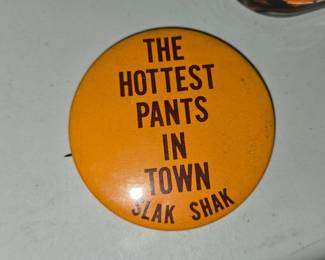 THE
HOTTEST
PANTS
IN
TOWN
SLAK SHAK